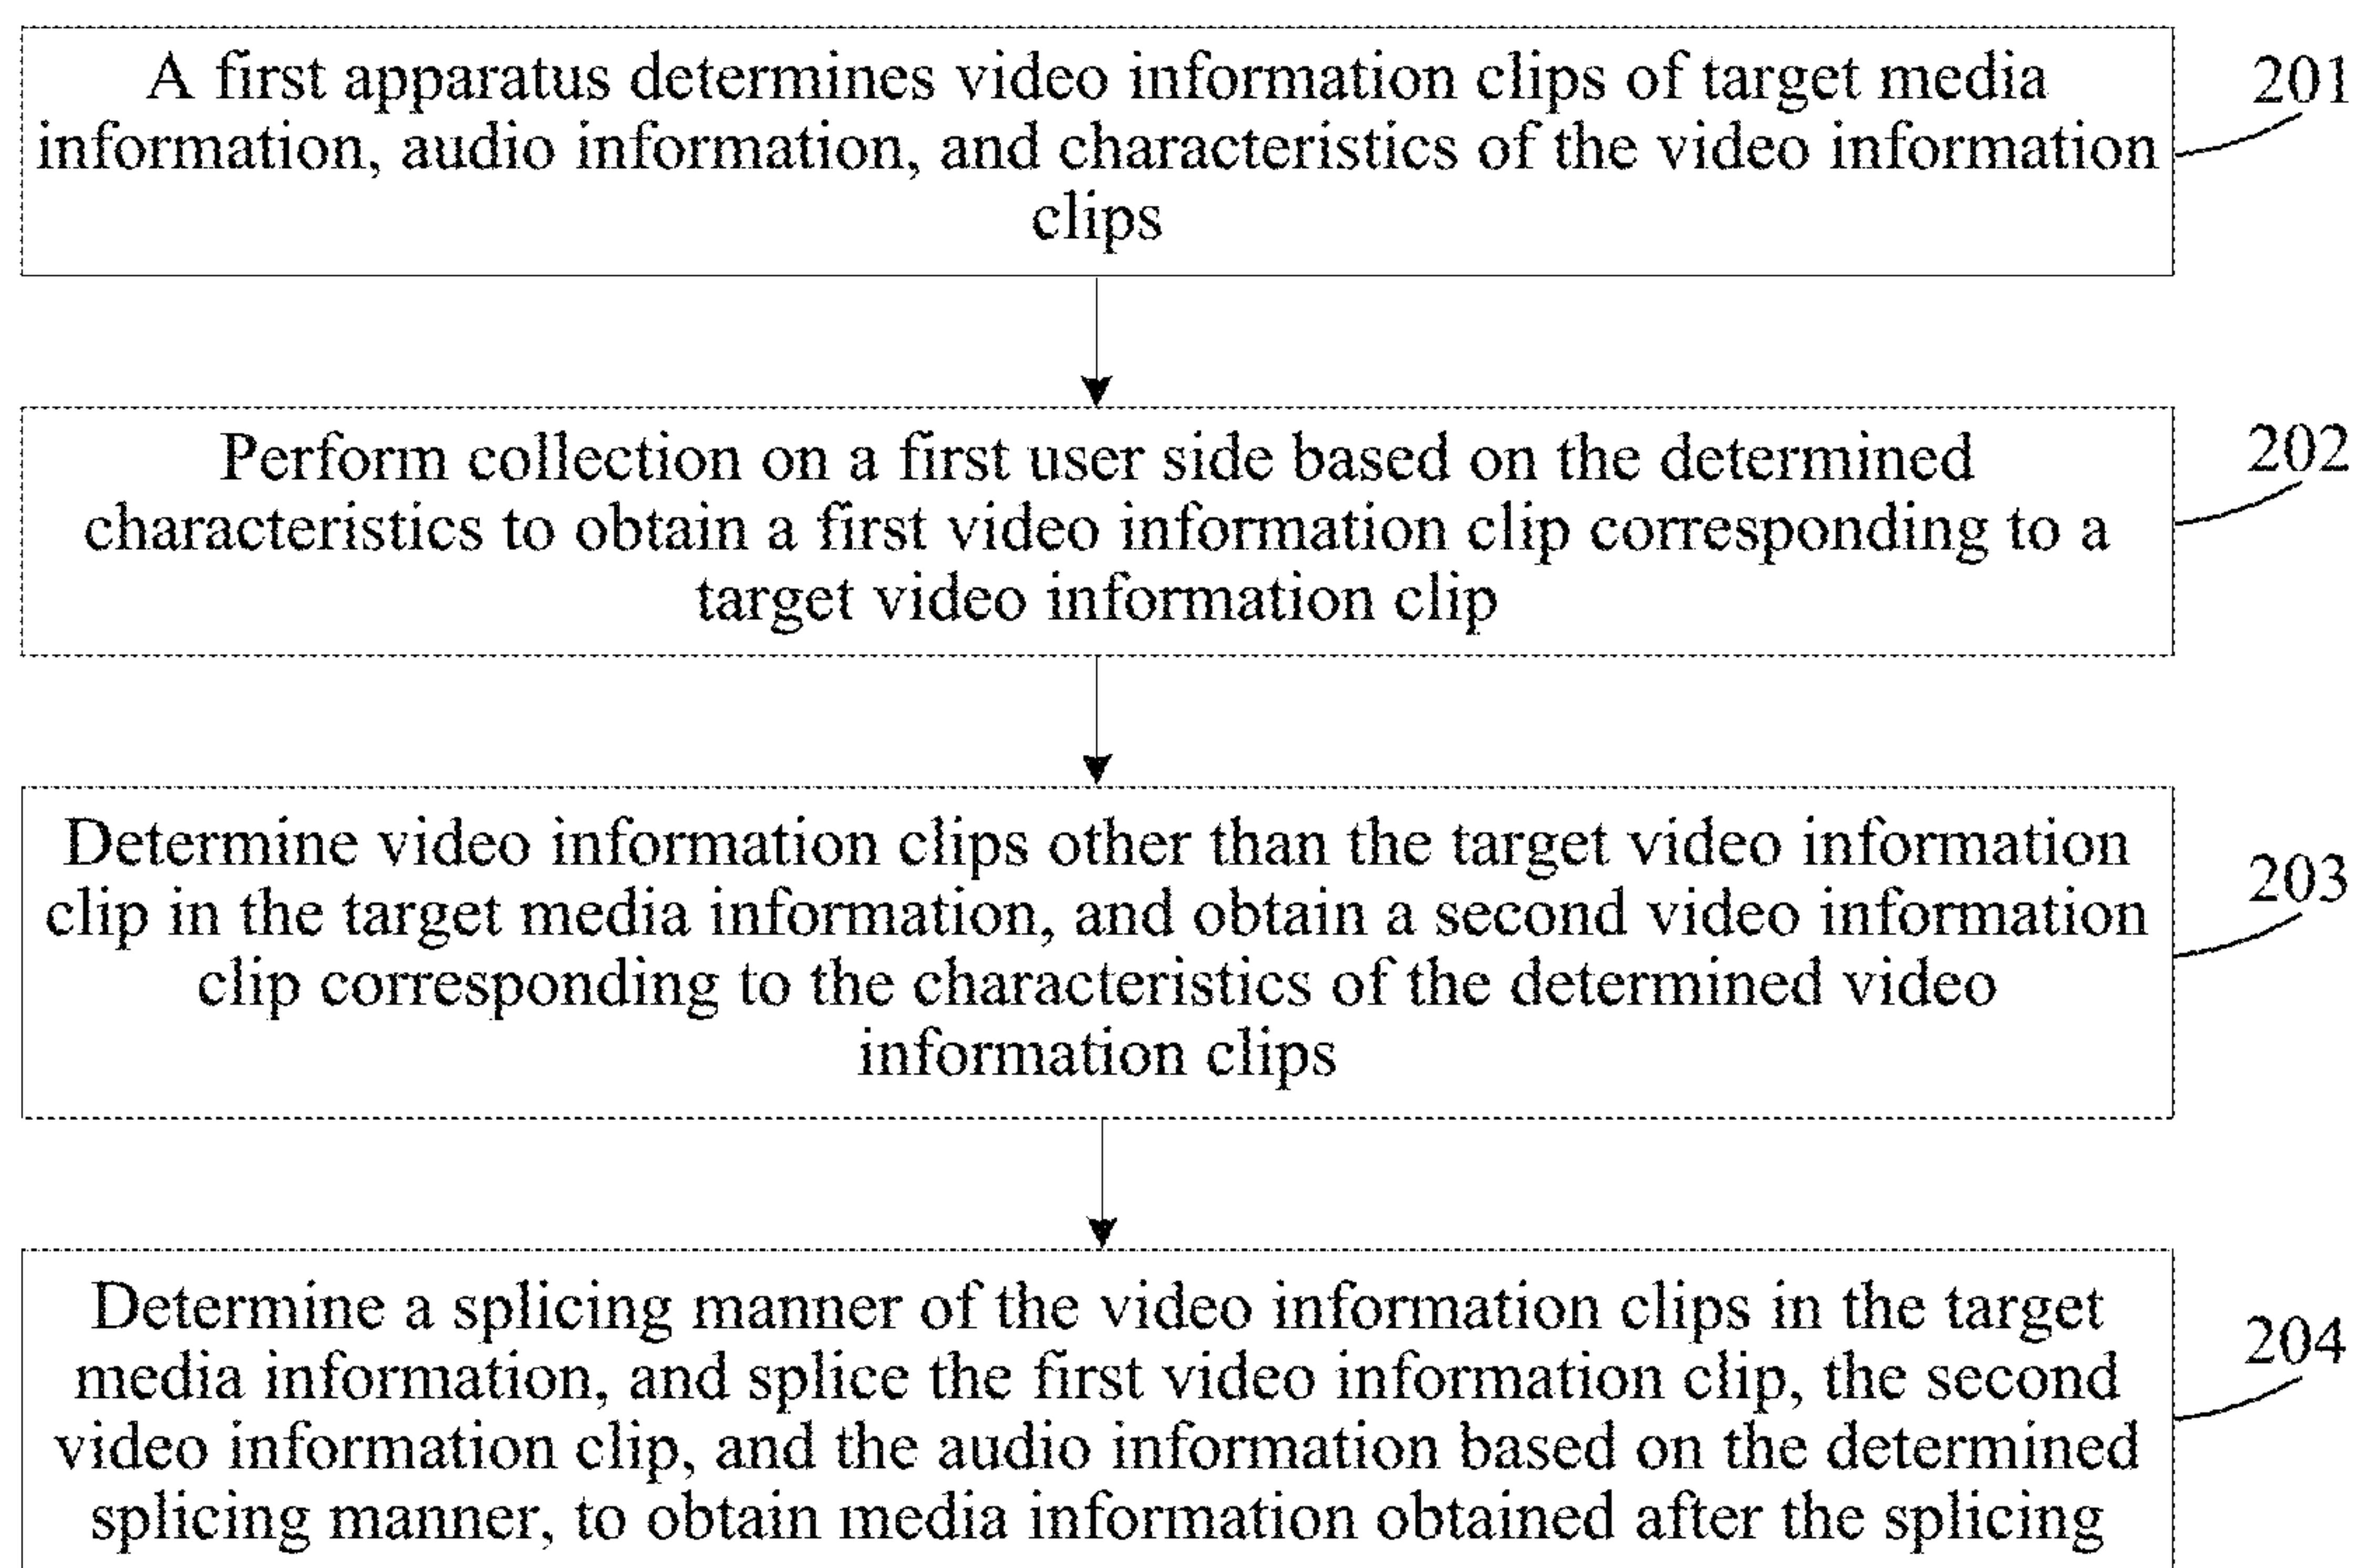 A first apparatus determines video information clips of target media
information, audio information, and characteristics of the video information
clips
201
Perform collection on a first user side based on the determined
characteristics to obtain a first video information clip corresponding to a
target video information clip
202
Determine video information clips other than the target video information
clip in the target media information, and obtain a second video information
clip corresponding to the characteristics of the determined video
information clips
203
Determine a splicing manner of the video information clips in the target
media information, and splice the first video information clip, the second
video information clip, and the audio information based on the determined
splicing manner, to obtain media information obtained after the splicing
204